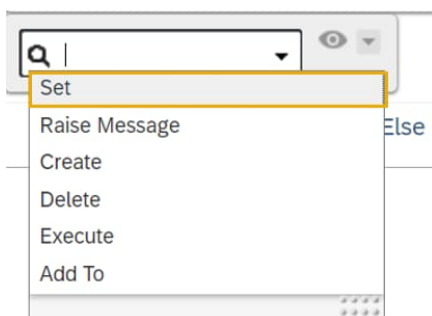 Set
Raise Message
Else
Create
Delete
Execute
Add To